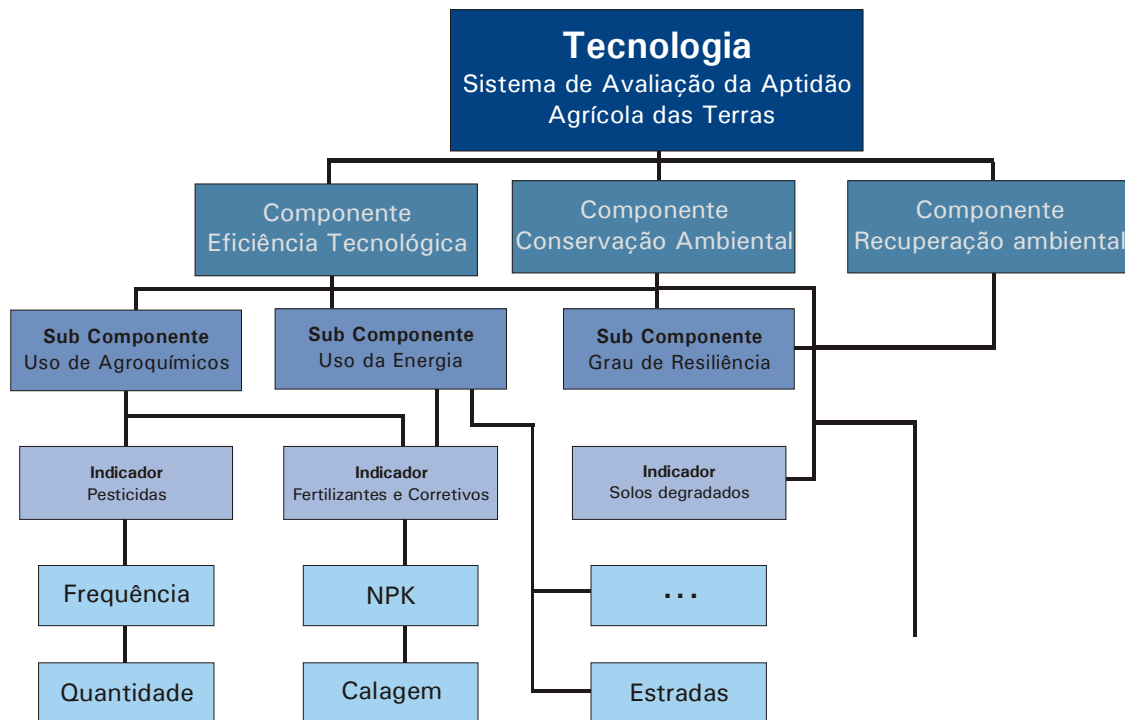 Tecnologia
Sistema de Avaliação da Aptidão
Agrícola das Terras
Componente
Eficiência Tecnológica
Componente
Conservação Ambiental
Componente
Recuperação ambiental
Sub Componente
Uso de Agroquímicos
Sub Componente
Uso da Energia
Sub Componente
Grau de Resiliência
Indicador
Pesticidas
Indicador
Fertilizantes e Corretivos
Indicador
Solos degradados
Frequência
NPK
...
Quantidade
Calagem
Estradas